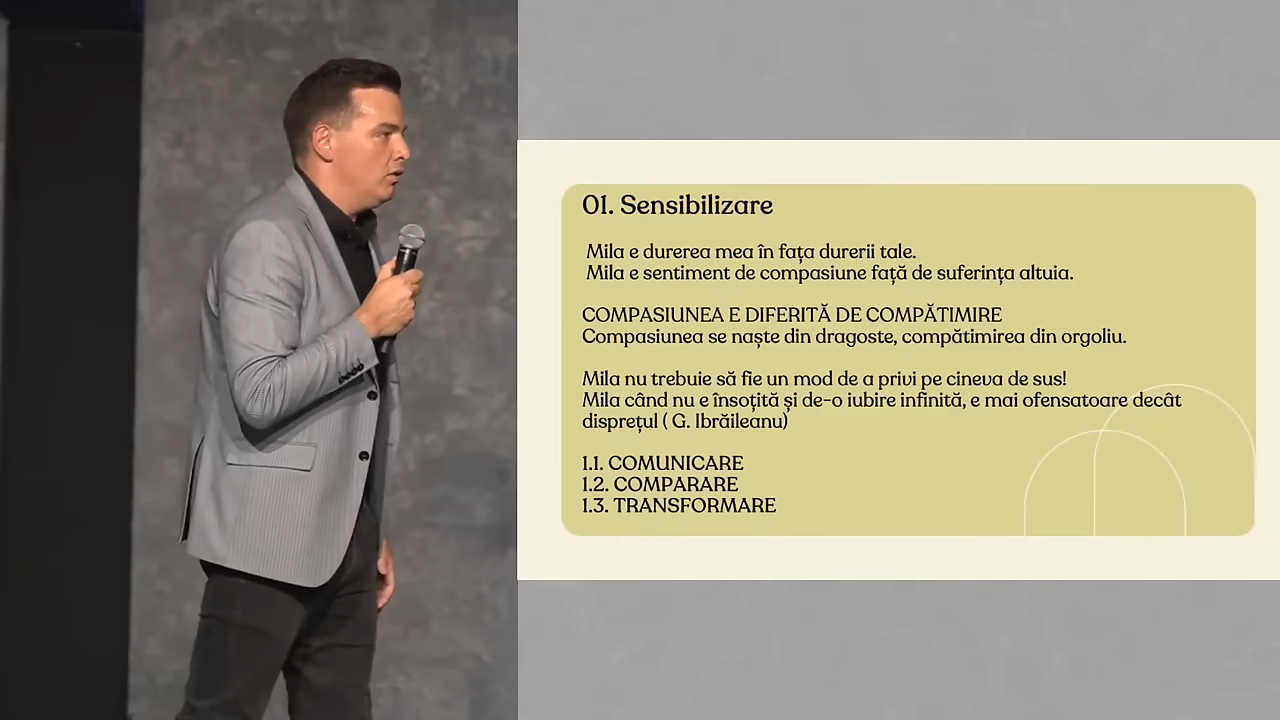 01. Sensibilizare
Mila e durerea mea în fața durerii tale.
Mila e sentiment de compasiune față de suferința altuia.
COMPASIUNEA E DIFERITĂ DE COMPĂTIMIRE
Compasiunea se naște din dragoste, compătimirea din orgoliu.
Mila nu trebuie să fie un mod de a privi pe cineva de sus!
Mila când nu e însoțită și de-o iubire infinită, e mai ofensatoare decât
disprețul ( G. Ibrăileanu)
1.1. COMUNICARE
1.2. COMPARARE
1.3. TRANSFORMARE